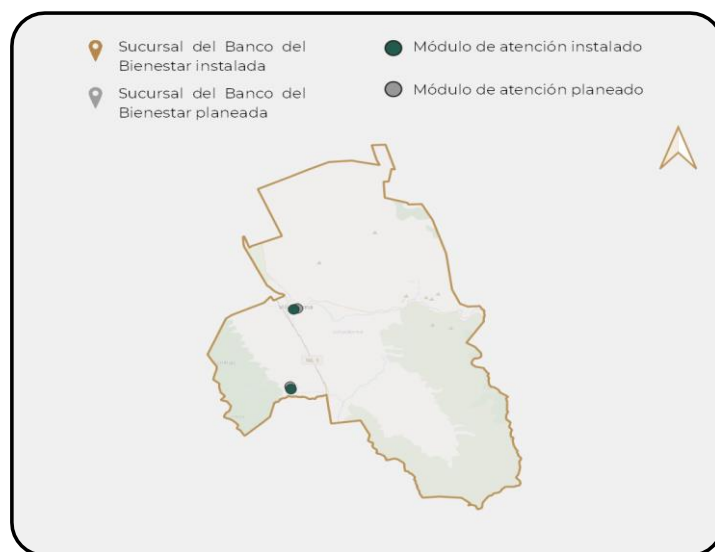 Sucursal del Banco del
Bienestar instalada
Módulo de atención instalado
Sucursal del Banco del
Bienestar planeada
Módulo de atención planeado